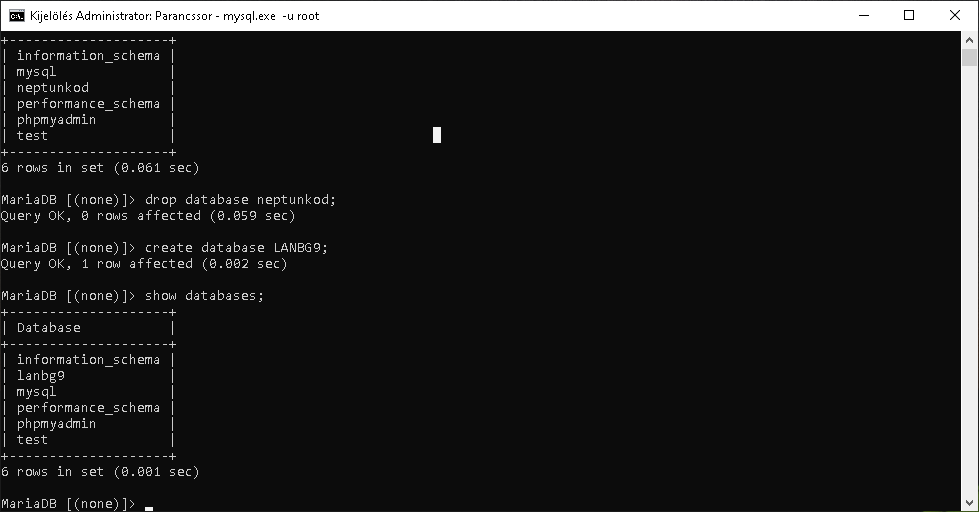 Kijelölés Administrator: Parancssor - mysql.exe  -u root
+--------------------+
| information_schema |
| mysql              |
| neptunkod          |
| performance_schema |
| phpmyadmin         |
| test               |
+--------------------+
6 rows in set (0.061 sec)
MariaDB [(none)]> drop database neptunkod;
Query OK, 0 rows affected (0.059 sec)
MariaDB [(none)]> create database LANBG9;
Query OK, 1 row affected (0.002 sec)
MariaDB [(none)]> show databases;
+--------------------+
| Database           |
+--------------------+
| information_schema |
| lanbg9             |
| mysql              |
| performance_schema |
| phpmyadmin         |
| test               |
+--------------------+
6 rows in set (0.001 sec)
MariaDB [(none)]>